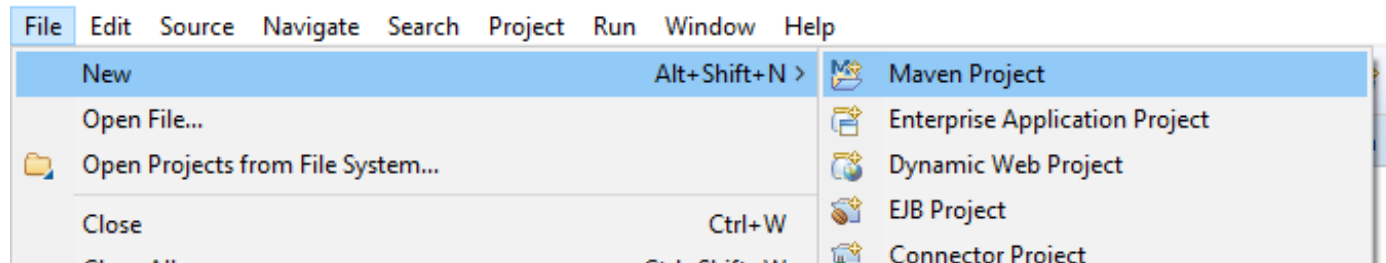 File Edit Source Navigate Search Project Run Window Help
New Alt+Shift+N > Maven Project
Open File... Enterprise Application Project
Open Projects from File System... Dynamic Web Project
EJB Project
Close Ctrl+W
Connector Project